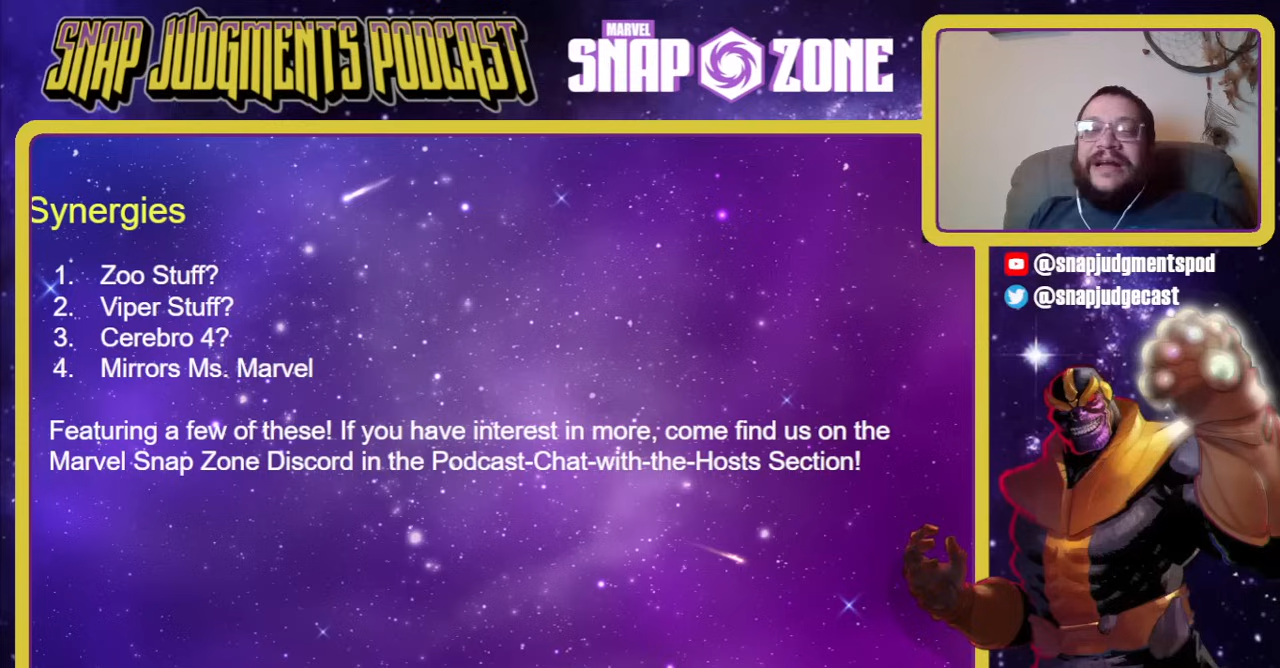 SNAP JUDGMENTS PODCAST
MARVEL
SNAP ZONE
Synergies
1. Zoo Stuff?
2. Viper Stuff?
3. Cerebro 4?
4. Mirrors Ms. Marvel
Featuring a few of these! If you have interest in more, come find us on the
Marvel Snap Zone Discord in the Podcast-Chat-with-the-Hosts Section!
@snapjudgmentspod
@snapjudgecast